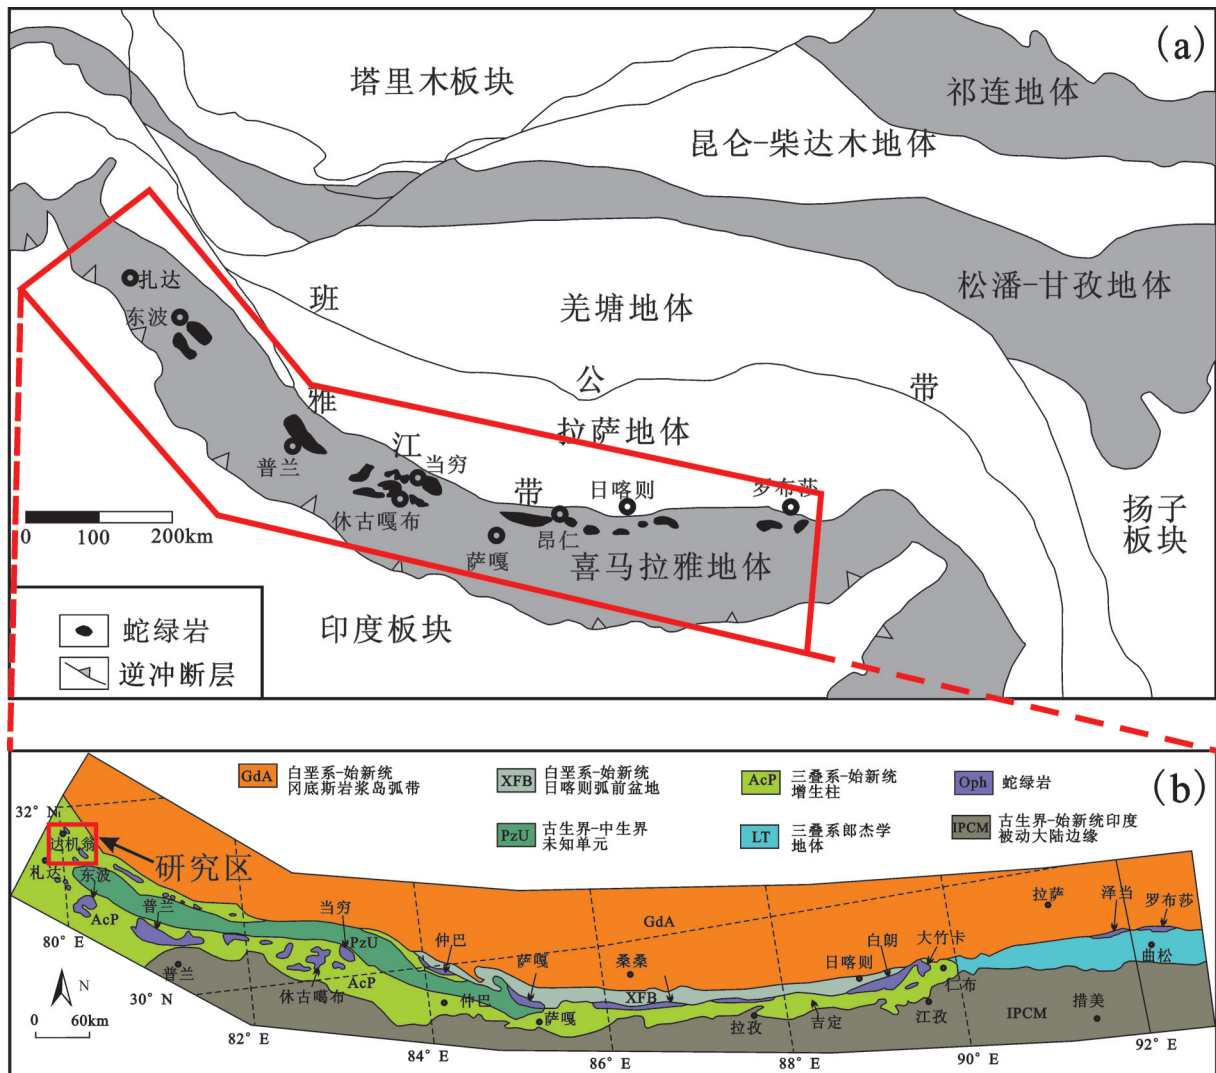 (a)
塔里木板块
祁连地体
昆仑-柴达木地体
松潘-甘孜地体
扎达
东波
班
公
带
羌塘地体
雅
江
带
拉萨地体
当穷
普兰
休古嘎布
日喀则
罗布莎
昂仁
萨嘎
喜马拉雅地体
扬子
板块
印度板块
0 100 200km
蛇绿岩
逆冲断层
(b)
GdA 白垩系-始新统
冈底斯岩浆岛弧带
XFB 白垩系-始新统
日喀则弧前盆地
AcP 三叠系-始新统
增生柱
Oph 蛇绿岩
PzU 古生界-中生界
未知单元
LT 三叠系郎杰学
地体
IPCM 古生界-始新统印度
被动大陆边缘
32° N
达机翁
研究区
札达
东波
AcP
普兰
80° E
普兰
30° N
当穷
PzU
休古噶布
AcP
仲巴
仲巴
萨嘎
萨嘎
桑桑
XFB
GdA
拉孜
日喀则
白朗
大竹卡
吉定
仁布
江孜
拉萨
泽当
罗布莎
曲松
IPCM
措美
N
0 60km
82° E
84° E
86° E
88° E
90° E
92° E